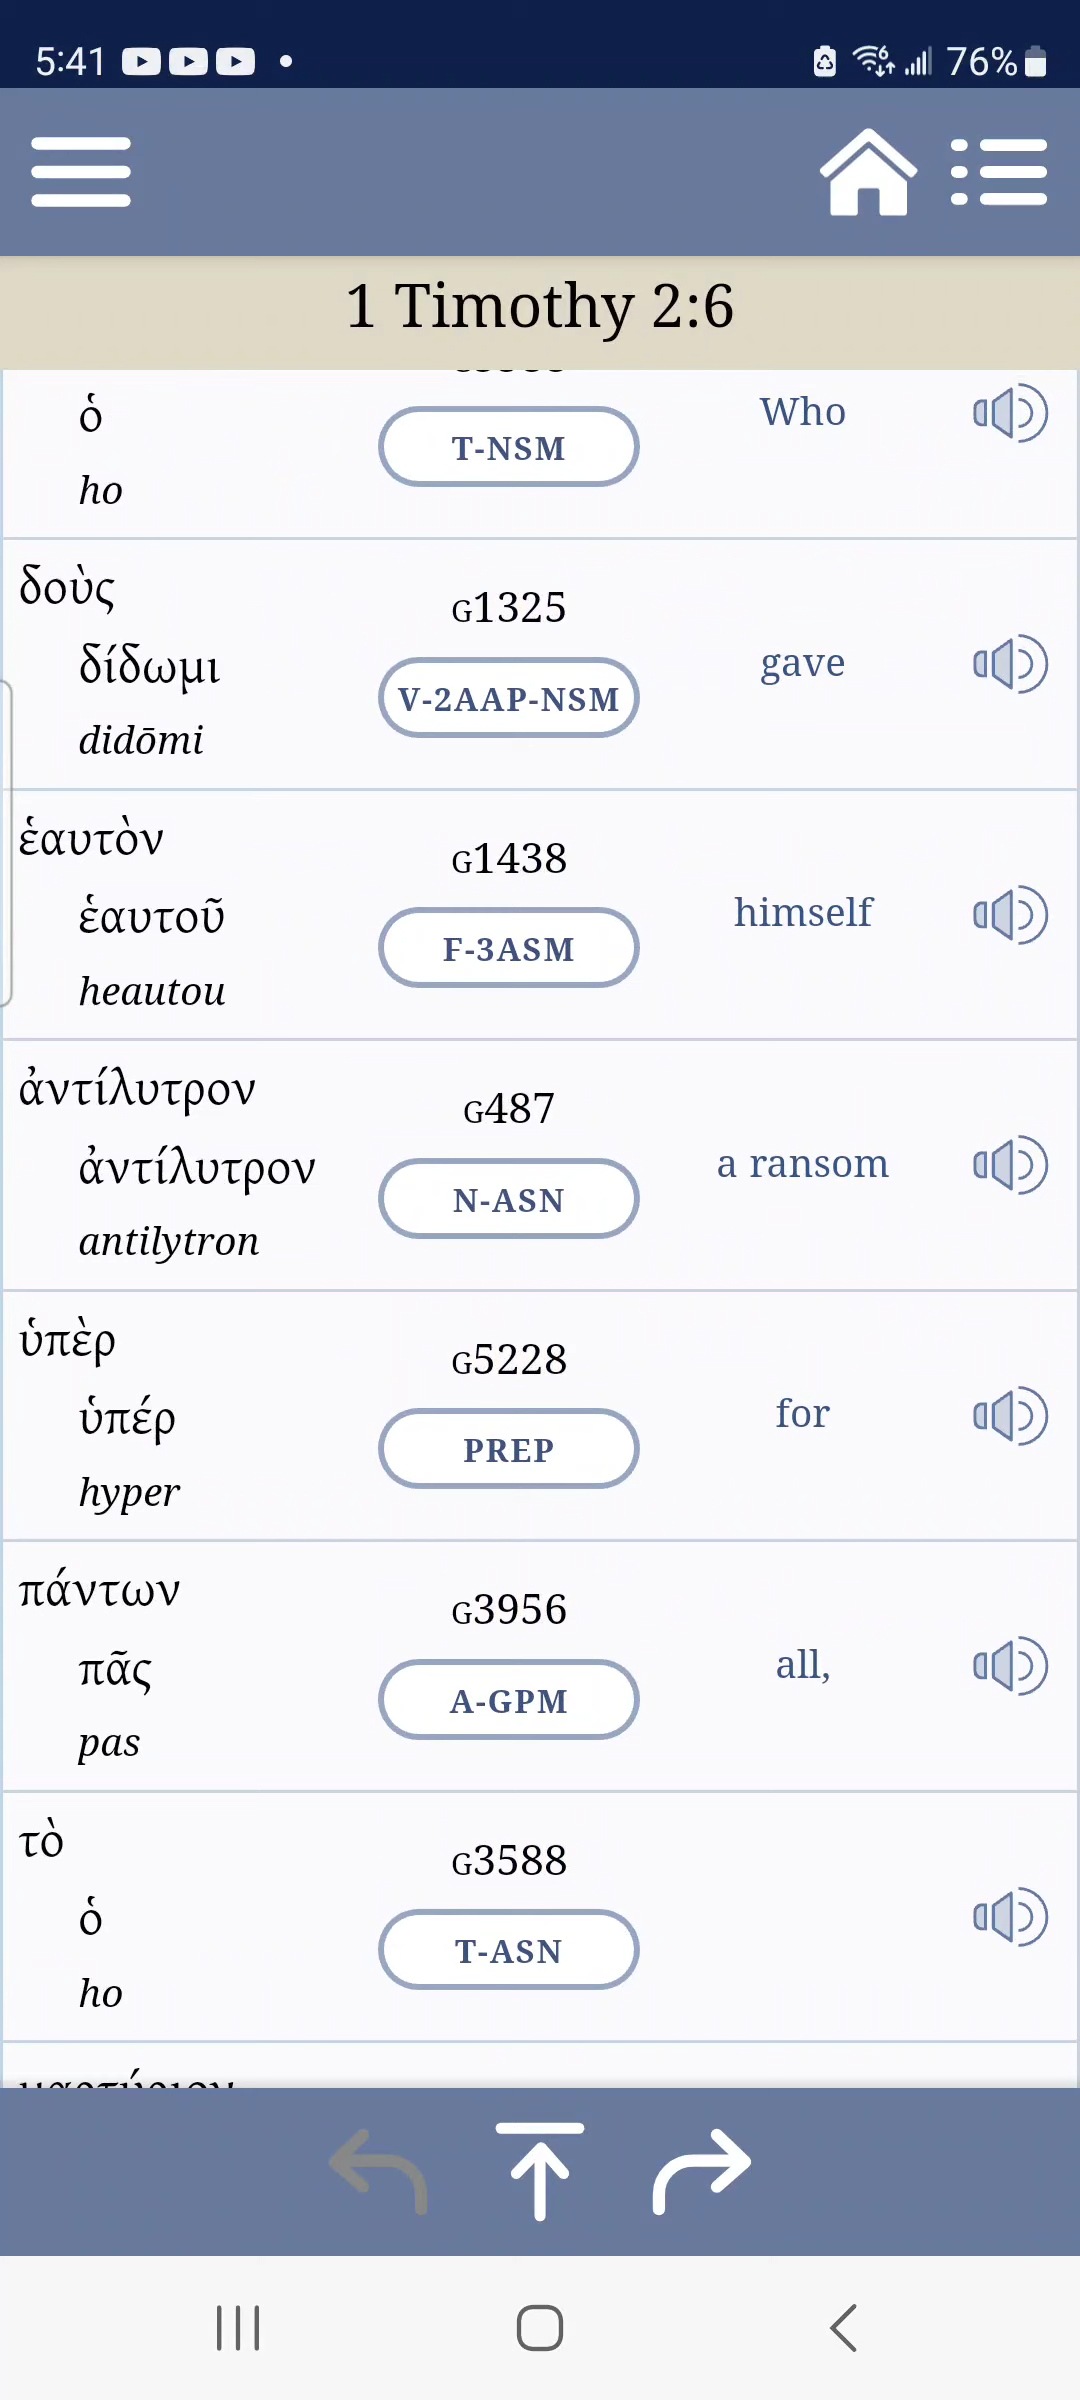 5:41 76%
1 Timothy 2:6
ὁ
ho
T-NSM
Who
δοὺς
δίδωμι
didōmi
G1325
V-2AAP-NSM
gave
ἑαυτὸν
ἑαυτοῦ
heautou
G1438
F-3ASM
himself
ἀντίλυτρον
ἀντίλυτρον
antilytron
G487
N-ASN
a ransom
ὑπὲρ
ὑπέρ
hyper
G5228
PREP
for
πάντων
πᾶς
pas
G3956
A-GPM
all,
τὸ
ὁ
ho
G3588
T-ASN